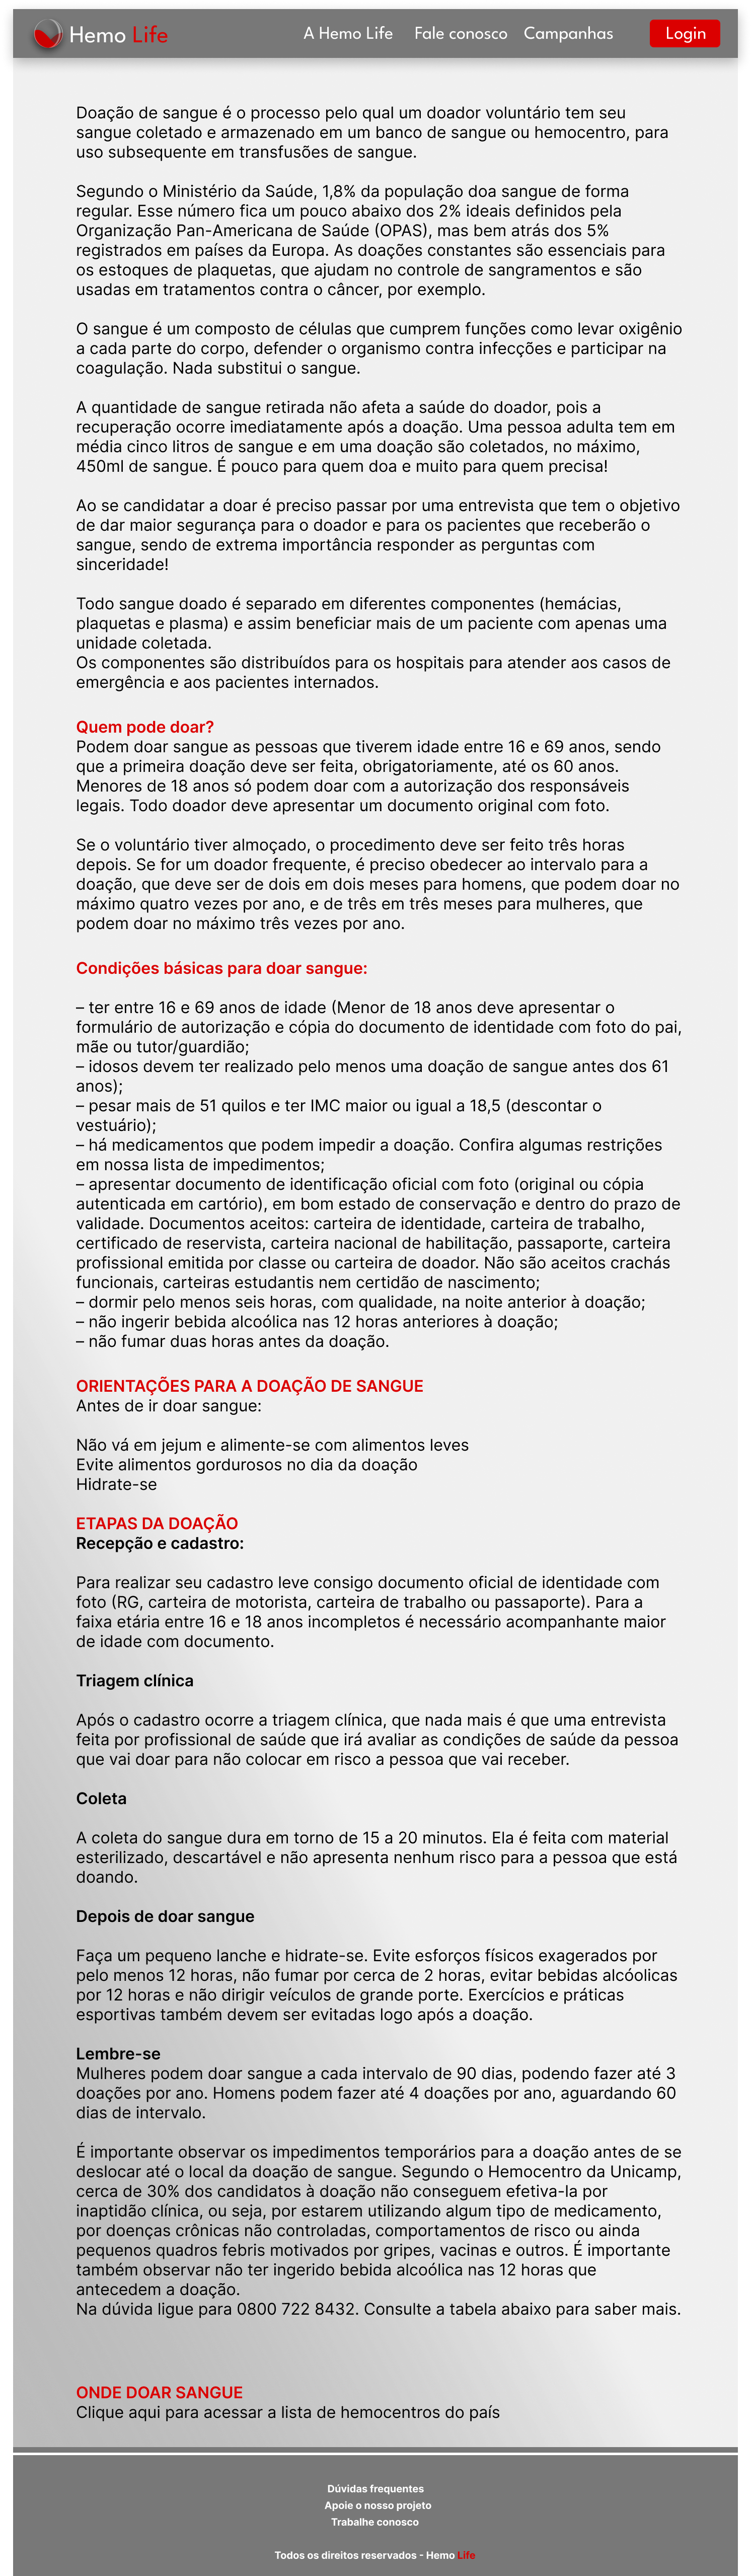 Hemo Life
A Hemo Life
Fale conosco
Campanhas
Login
Doação de sangue é o processo pelo qual um doador voluntário tem seu
sangue coletado e armazenado em um banco de sangue ou hemocentro, para
uso subsequente em transfusões de sangue.
Segundo o Ministério da Saúde, 1,8% da população doa sangue de forma
regular. Esse número fica um pouco abaixo dos 2% ideais definidos pela
Organização Pan-Americana de Saúde (OPAS), mas bem atrás dos 5%
registrados em países da Europa. As doações constantes são essenciais para
os estoques de plaquetas, que ajudam no controle de sangramentos e são
usadas em tratamentos contra o câncer, por exemplo.
O sangue é um composto de células que cumprem funções como levar oxigênio
a cada parte do corpo, defender o organismo contra infecções e participar na
coagulação. Nada substitui o sangue.
A quantidade de sangue retirada não afeta a saúde do doador, pois a
recuperação ocorre imediatamente após a doação. Uma pessoa adulta tem em
média cinco litros de sangue e em uma doação são coletados, no máximo,
450ml de sangue. É pouco para quem doa e muito para quem precisa!
Ao se candidatar a doar é preciso passar por uma entrevista que tem o objetivo
de dar maior segurança para o doador e para os pacientes que receberão o
sangue, sendo de extrema importância responder as perguntas com
sinceridade!
Todo sangue doado é separado em diferentes componentes (hemácias,
plaquetas e plasma) e assim beneficiar mais de um paciente com apenas uma
unidade coletada.
Os componentes são distribuídos para os hospitais para atender aos casos de
emergência e aos pacientes internados.
Quem pode doar?
Podem doar sangue as pessoas que tiverem idade entre 16 e 69 anos, sendo
que a primeira doação deve ser feita, obrigatoriamente, até os 60 anos.
Menores de 18 anos só podem doar com a autorização dos responsáveis
legais. Todo doador deve apresentar um documento original com foto.
Se o voluntário tiver almoçado, o procedimento deve ser feito três horas
depois. Se for um doador frequente, é preciso obedecer ao intervalo para a
doação, que deve ser de dois em dois meses para homens, que podem doar no
máximo quatro vezes por ano, e de três em três meses para mulheres, que
podem doar no máximo três vezes por ano.
Condições básicas para doar sangue:
– ter entre 16 e 69 anos de idade (Menor de 18 anos deve apresentar o
formulário de autorização e cópia do documento de identidade com foto do pai,
mãe ou tutor/guardião;
– idosos devem ter realizado pelo menos uma doação de sangue antes dos 61
anos);
– pesar mais de 51 quilos e ter IMC maior ou igual a 18,5 (descontar o
vestuário);
– há medicamentos que podem impedir a doação. Confira algumas restrições
em nossa lista de impedimentos;
– apresentar documento de identificação oficial com foto (original ou cópia
autenticada em cartório), em bom estado de conservação e dentro do prazo de
validade. Documentos aceitos: carteira de identidade, carteira de trabalho,
certificado de reservista, carteira nacional de habilitação, passaporte, carteira
profissional emitida por classe ou carteira de doador. Não são aceitos crachás
funcionais, carteiras estudantis nem certidão de nascimento;
– dormir pelo menos seis horas, com qualidade, na noite anterior à doação;
– não ingerir bebida alcoólica nas 12 horas anteriores à doação;
– não fumar duas horas antes da doação.
ORIENTAÇÕES PARA A DOAÇÃO DE SANGUE
Antes de ir doar sangue:
Não vá em jejum e alimente-se com alimentos leves
Evite alimentos gordurosos no dia da doação
Hidrate-se
ETAPAS DA DOAÇÃO
Recepção e cadastro:
Para realizar seu cadastro leve consigo documento oficial de identidade com
foto (RG, carteira de motorista, carteira de trabalho ou passaporte). Para a
faixa etária entre 16 e 18 anos incompletos é necessário acompanhante maior
de idade com documento.
Triagem clínica
Após o cadastro ocorre a triagem clínica, que nada mais é que uma entrevista
feita por profissional de saúde que irá avaliar as condições de saúde da pessoa
que vai doar para não colocar em risco a pessoa que vai receber.
Coleta
A coleta do sangue dura em torno de 15 a 20 minutos. Ela é feita com material
esterilizado, descartável e não apresenta nenhum risco para a pessoa que está
doando.
Depois de doar sangue
Faça um pequeno lanche e hidrate-se. Evite esforços físicos exagerados por
pelo menos 12 horas, não fumar por cerca de 2 horas, evitar bebidas alcóolicas
por 12 horas e não dirigir veículos de grande porte. Exercícios e práticas
esportivas também devem ser evitadas logo após a doação.
Lembre-se
Mulheres podem doar sangue a cada intervalo de 90 dias, podendo fazer até 3
doações por ano. Homens podem fazer até 4 doações por ano, aguardando 60
dias de intervalo.
É importante observar os impedimentos temporários para a doação antes de se
deslocar até o local da doação de sangue. Segundo o Hemocentro da Unicamp,
cerca de 30% dos candidatos à doação não conseguem efetiva-la por
inaptidão clínica, ou seja, por estarem utilizando algum tipo de medicamento,
por doenças crônicas não controladas, comportamentos de risco ou ainda
pequenos quadros febris motivados por gripes, vacinas e outros. É importante
também observar não ter ingerido bebida alcoólica nas 12 horas que
antecedem a doação.
Na dúvida ligue para 0800 722 8432. Consulte a tabela abaixo para saber mais.
ONDE DOAR SANGUE
Clique aqui para acessar a lista de hemocentros do país
Dúvidas frequentes
Apoie o nosso projeto
Trabalhe conosco
Todos os direitos reservados - Hemo Life